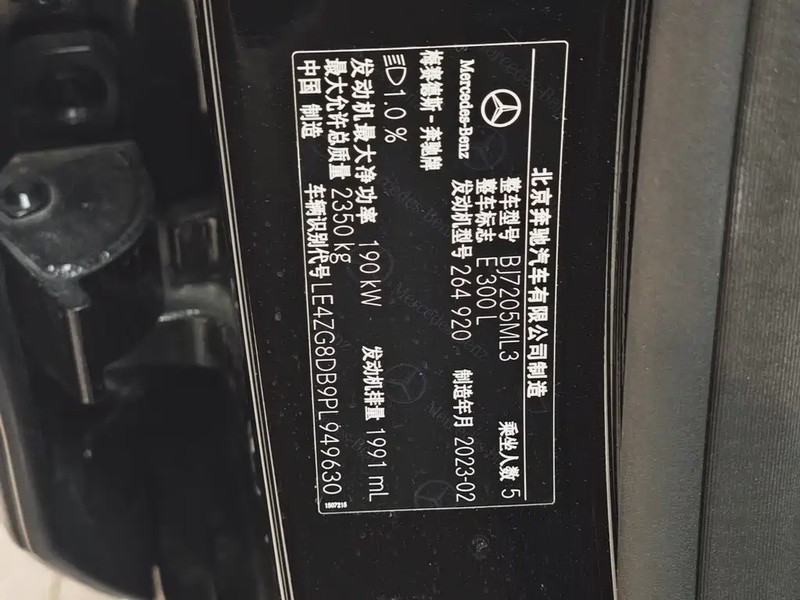 北京奔驰汽车有限公司制造
Mercedes-Benz
梅赛德斯-奔驰牌
整车型号 BJ7205ML3 乘坐人数 5
整车标志 E 300 L
发动机型号 264 920 制造年月 2023-02
1.0 %
发动机最大净功率 190 kW 发动机排量 1991 mL
最大允许总质量 2350 kg
中国 制造 车辆识别代号 LE4ZG8DB9PL949630
1507215